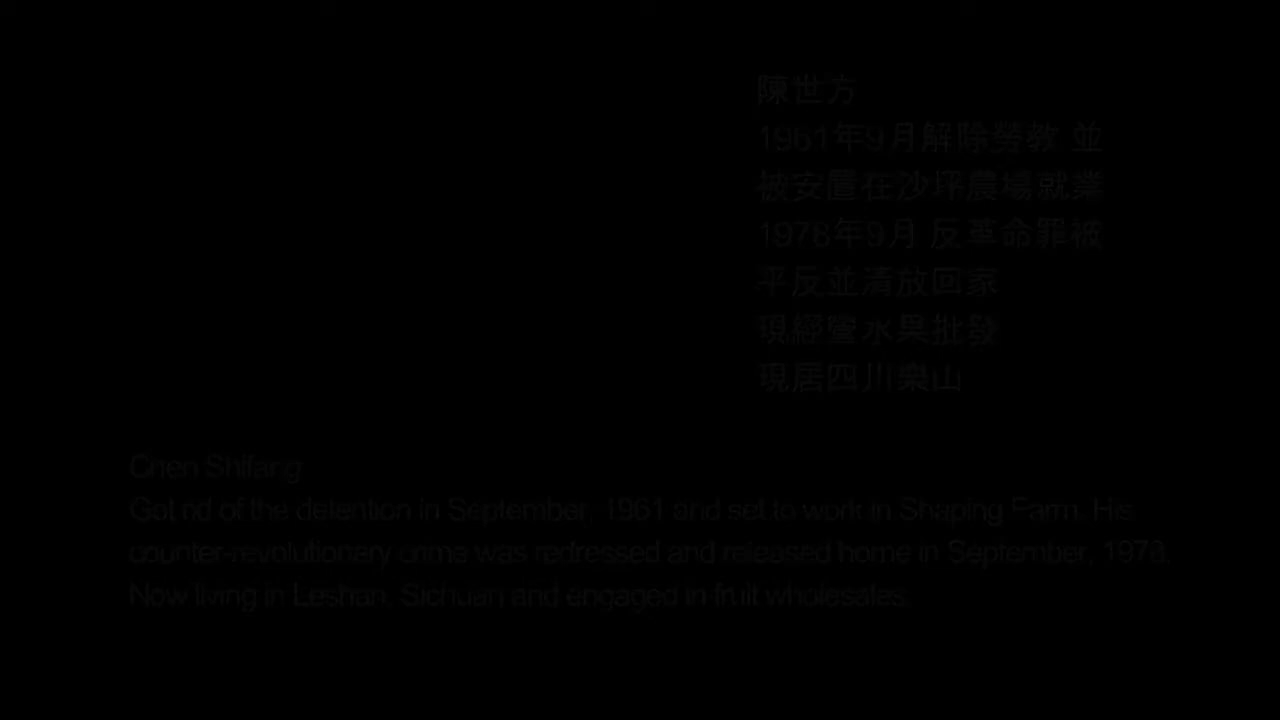 陳世方
1961年9月解除勞教 並
被安置在沙坪農場就業
1978年9月 反革命罪被
平反並清放回家
現經營水果批發
現居四川樂山
Chen Shifang
Got rid of the detention in September, 1961 and set to work in Shaping Farm. His
counter-revolutionary crime was redressed and released home in September, 1978.
Now living in Leshan, Sichuan and engaged in fruit wholesales.